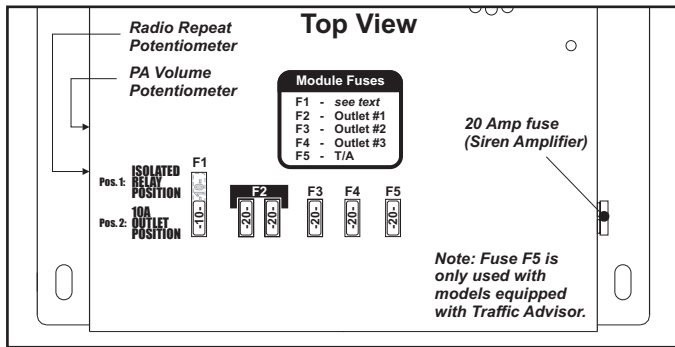 Top View
Radio Repeat
Potentiometer
PA Volume
Potentiometer
Module Fuses
F1 - see text
F2 - Outlet #1
F3 - Outlet #2
F4 - Outlet #3
F5 - T/A
20 Amp fuse
(Siren Amplifier)
F1
Pos. 1: ISOLATED
RELAY
POSITION
-10-
F2
F3
F4
F5
Pos. 2: 10A
OUTLET
POSITION
-10-
-20-
-20-
-20-
-20-
-20-
Note: Fuse F5 is
only used with
models equipped
with Traffic Advisor.